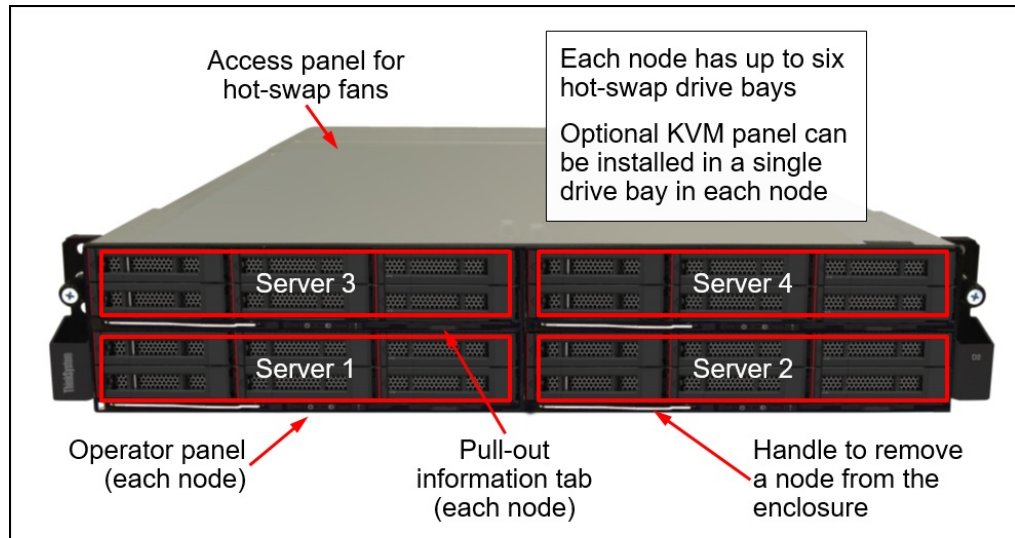 Access panel for
hot-swap fans
Each node has up to six
hot-swap drive bays
Optional KVM panel can
be installed in a single
drive bay in each node
Server 3
Server 4
Server 1
Server 2
ThinkSystem
D2
Operator panel
(each node)
Pull-out
information tab
(each node)
Handle to remove
a node from the
enclosure